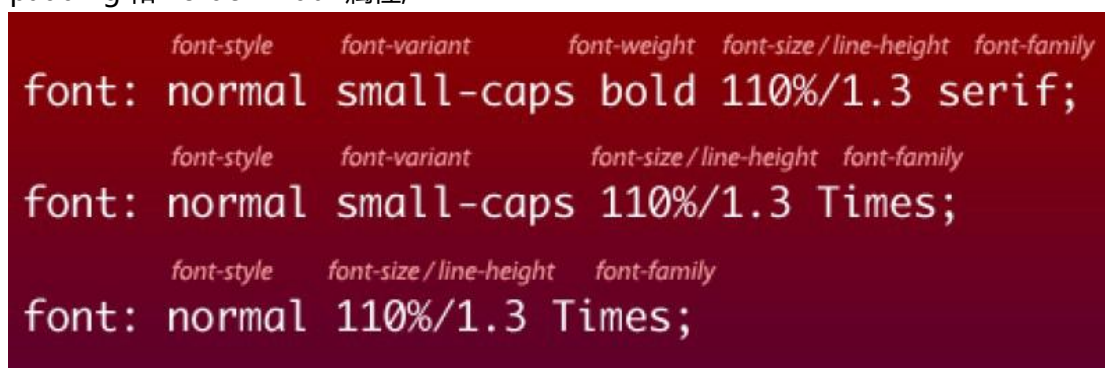 font-style font-variant font-weight font-size / line-height font-family
font: normal small-caps bold 110%/1.3 serif;
font-style font-variant font-size / line-height font-family
font: normal small-caps 110%/1.3 Times;
font-style font-size / line-height font-family
font: normal 110%/1.3 Times;